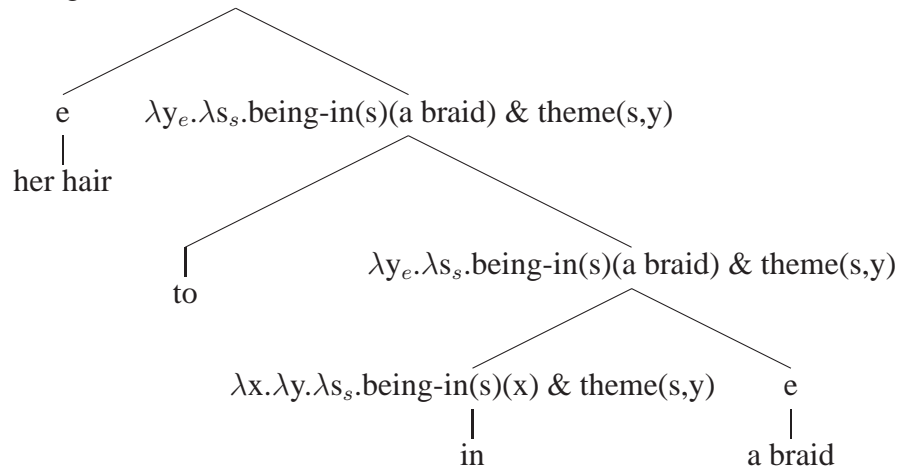 e λy_e.λs_s.being-in(s)(a braid) & theme(s,y)
her hair
λy_e.λs_s.being-in(s)(a braid) & theme(s,y)
to
λx.λy.λs_s.being-in(s)(x) & theme(s,y) e
in a braid